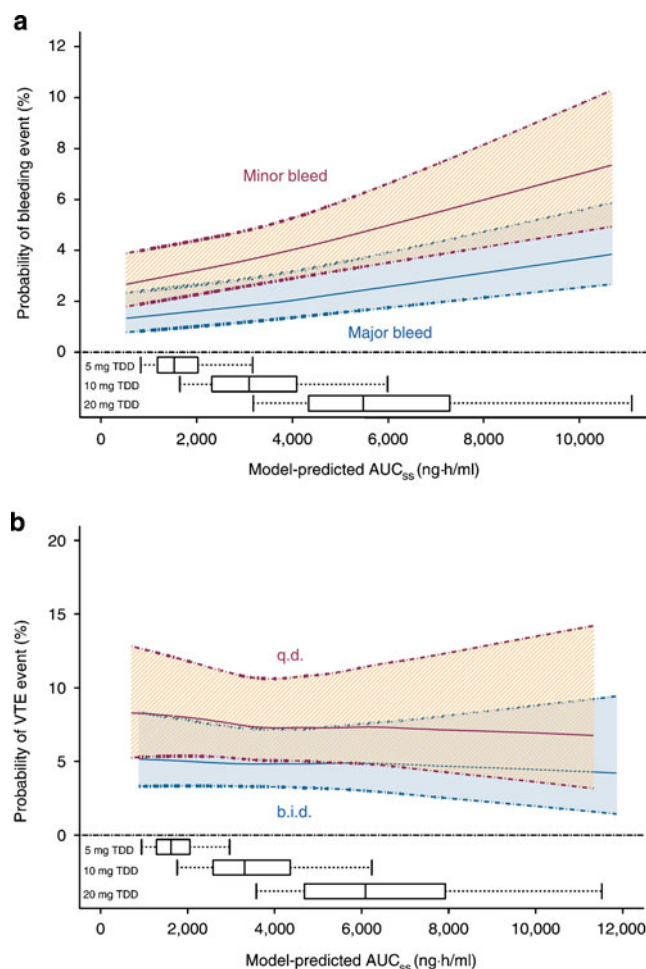 a
12
10
8
6
4
2
0
Probability of bleeding event (%)
Minor bleed
Major bleed
5 mg TDD
10 mg TDD
20 mg TDD
0 2,000 4,000 6,000 8,000 10,000
Model-predicted AUCss (ng·h/ml)
b
20
15
10
5
0
Probability of VTE event (%)
q.d.
b.i.d.
5 mg TDD
10 mg TDD
20 mg TDD
0 2,000 4,000 6,000 8,000 10,000 12,000
Model-predicted AUCss (ng·h/ml)